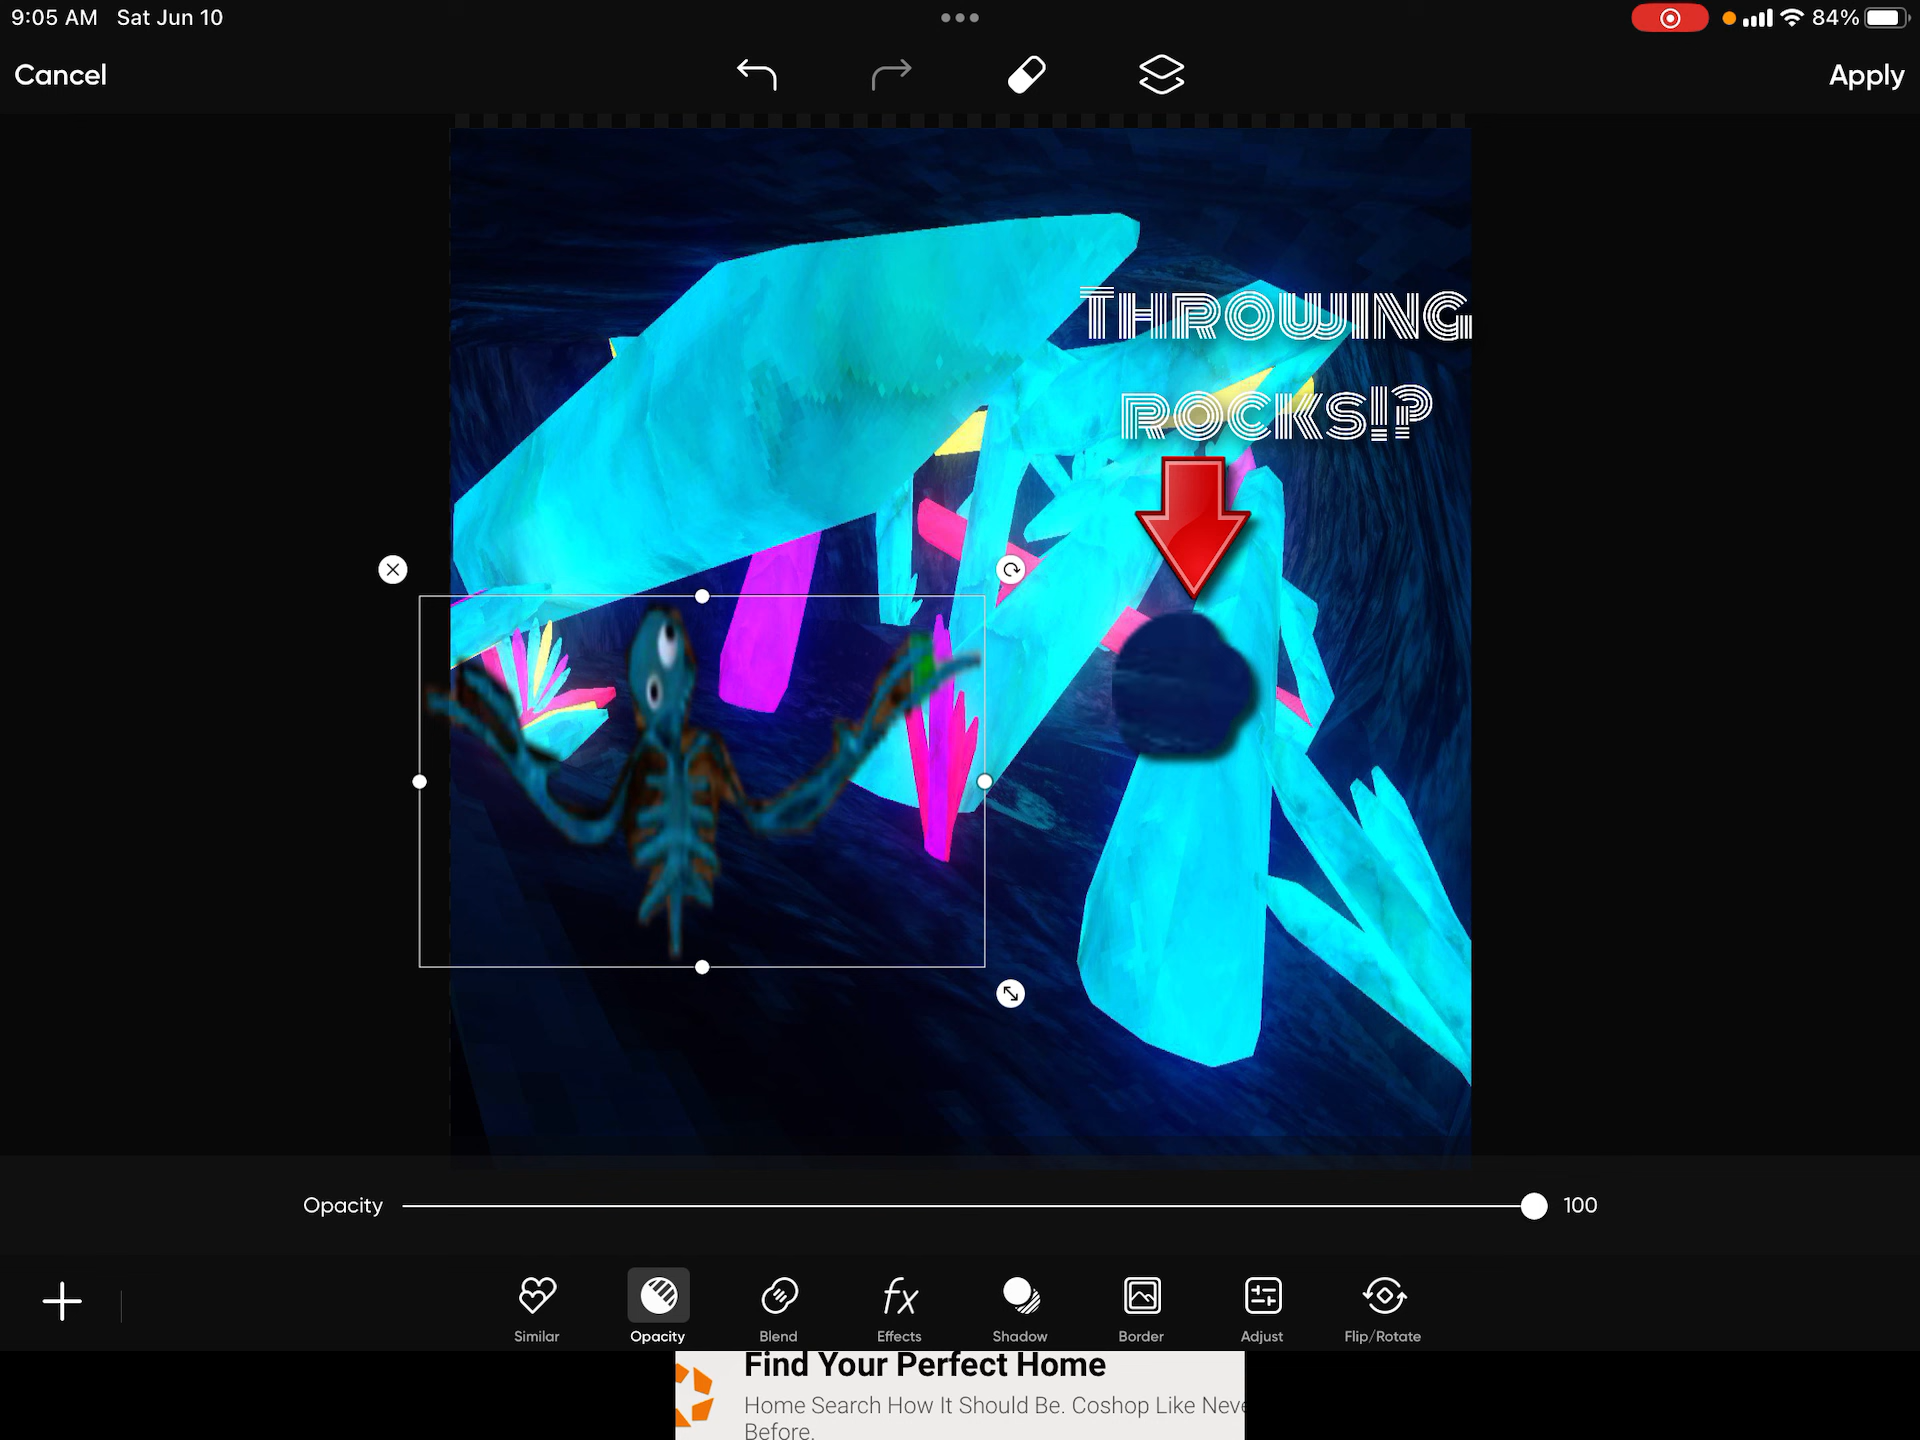 9:05 AM Sat Jun 10
84%
Cancel
Apply
THROWING
ROCKS!?
Opacity
100
Similar
Opacity
Blend
fx
Effects
Shadow
Border
Adjust
Flip/Rotate
Find Your Perfect Home
Home Search How It Should Be. Coshop Like Neve
Before.